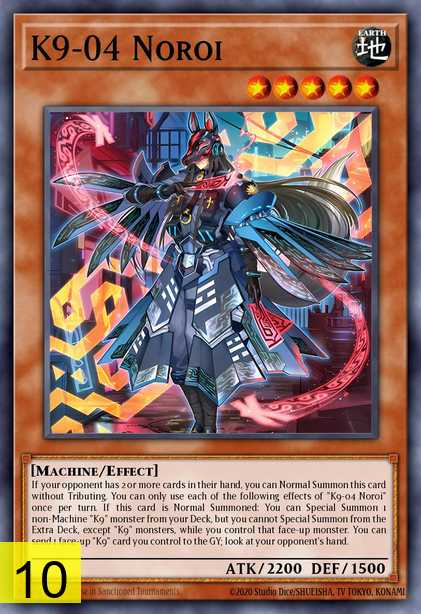 K9-04 Noroi
EARTH
地
[Machine/Effect]
If your opponent has 2 or more cards in their hand, you can Normal Summon this card
without Tributing. You can only use each of the following effects of "K9-04 Noroi"
once per turn. If this card is Normal Summoned: You can Special Summon 1
non-Machine "K9" monster from your Deck, but you cannot Special Summon from the
Extra Deck, except "K9" monsters, while you control that face-up monster. You can
send 1 face-up "K9" card you control to the GY; look at your opponent's hand.
ATK/2200 DEF/1500
10
Use in Sanctioned Tournaments
©2020 Studio Dice/SHUEISHA, TV TOKYO, KONAMI